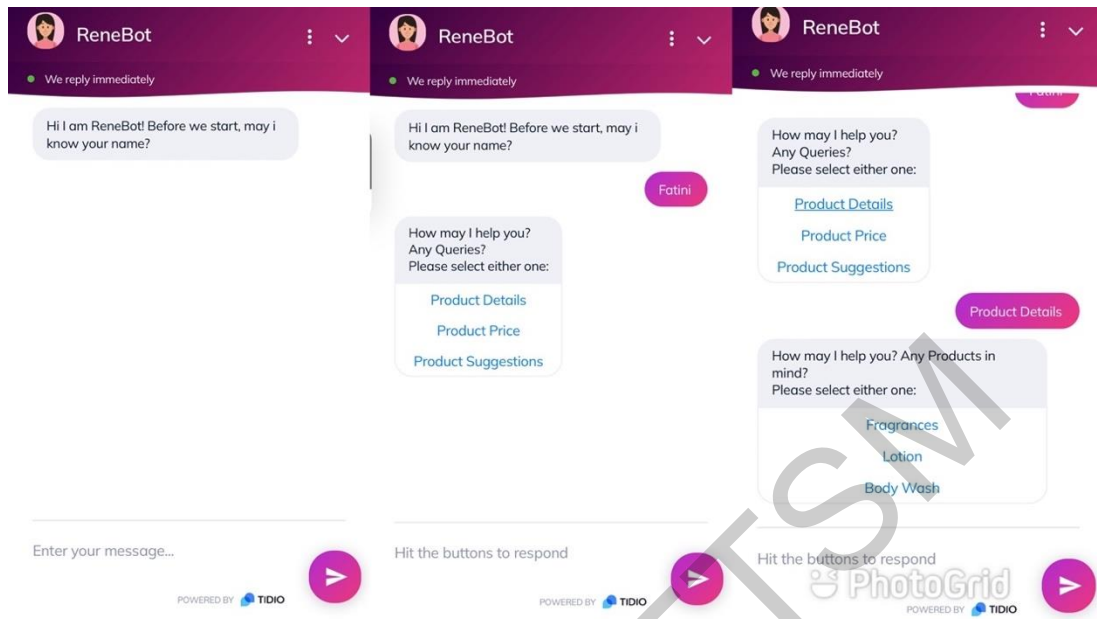 ReneBot
We reply immediately
Hi I am ReneBot! Before we start, may i
know your name?
Enter your message...
POWERED BY TIDIO
ReneBot
We reply immediately
Hi I am ReneBot! Before we start, may i
know your name?
Fatini
How may I help you?
Any Queries?
Please select either one:
Product Details
Product Price
Product Suggestions
Hit the buttons to respond
POWERED BY TIDIO
ReneBot
We reply immediately
Fatini
How may I help you?
Any Queries?
Please select either one:
Product Details
Product Price
Product Suggestions
Product Details
How may I help you? Any Products in
mind?
Please select either one:
Fragrances
Lotion
Body Wash
Hit the buttons to respond
PhotoGrid
POWERED BY TIDIO
TSM